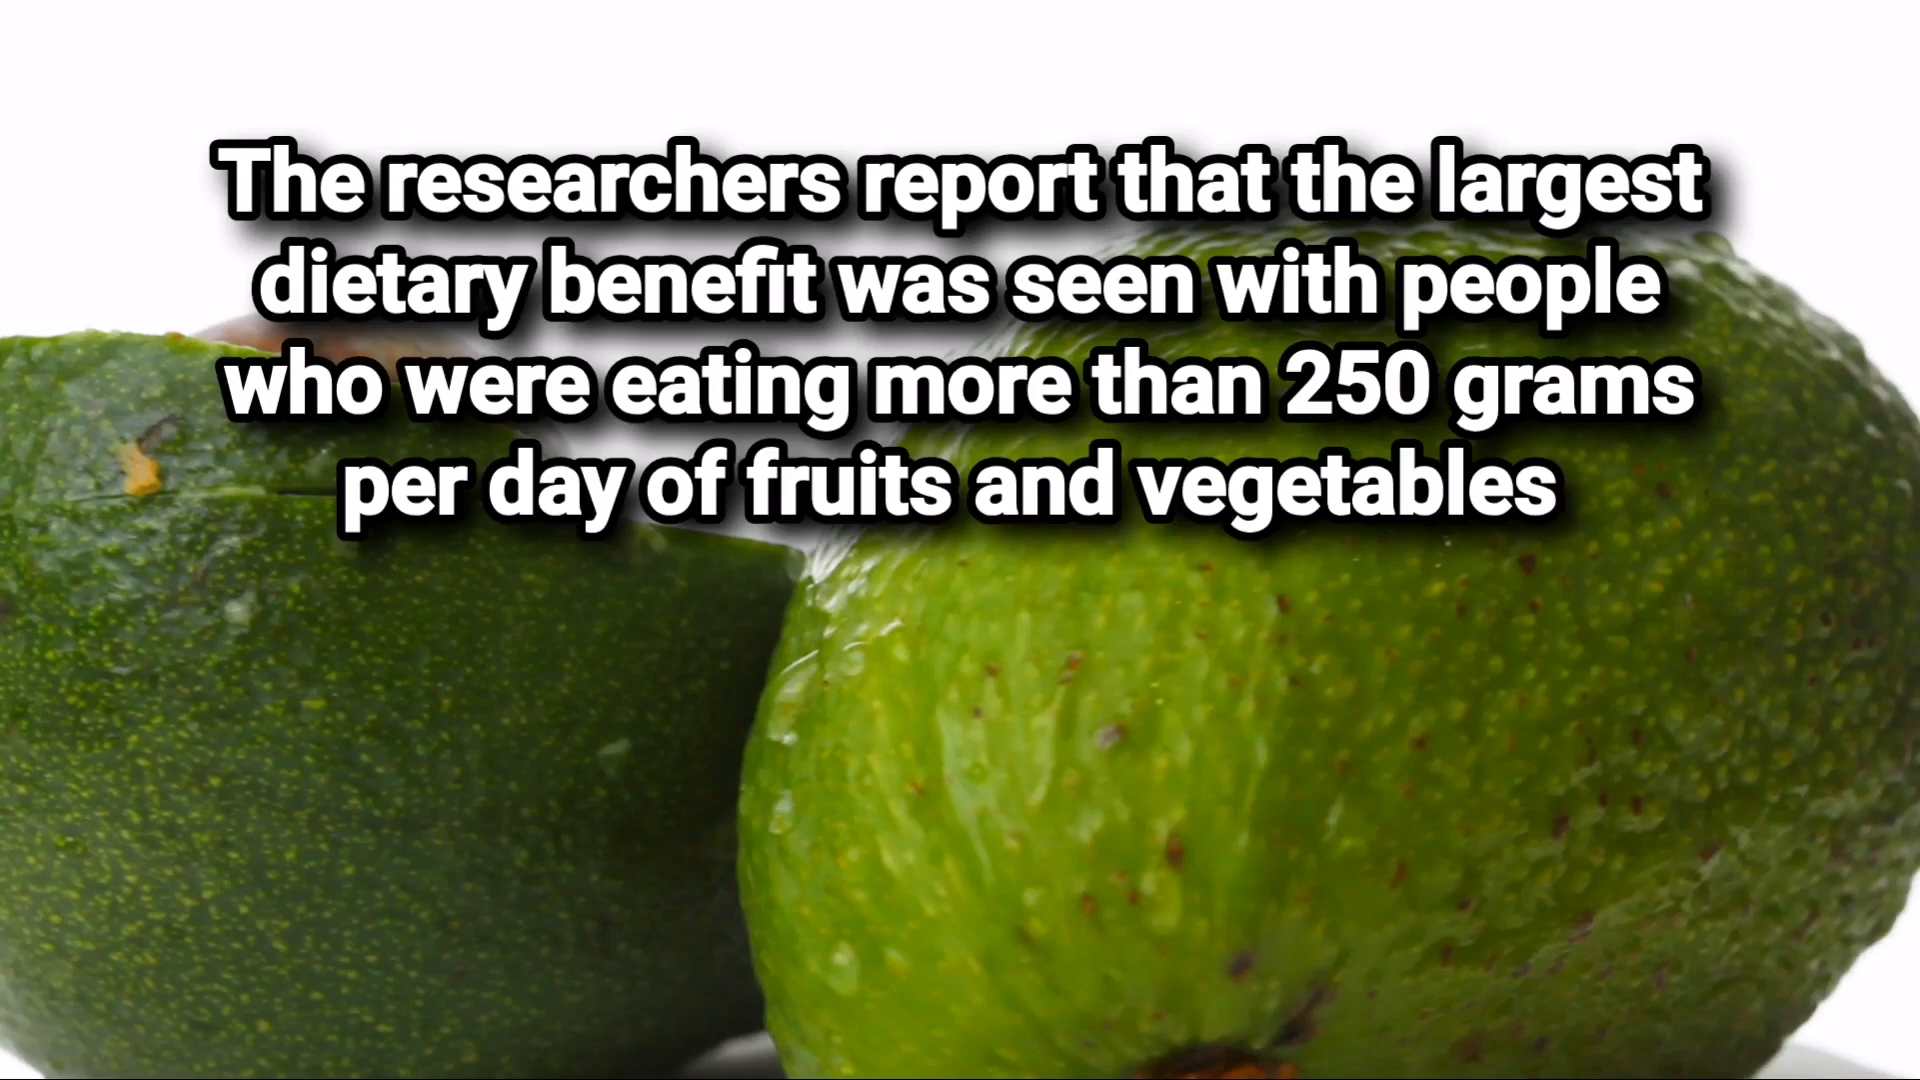 The researchers report that the largest
dietary benefit was seen with people
who were eating more than 250 grams
per day of fruits and vegetables